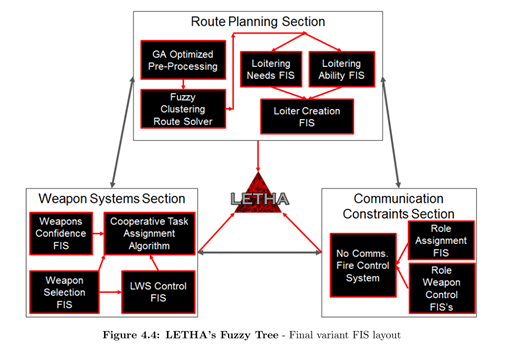 Route Planning Section
GA Optimized
Pre-Processing
Fuzzy
Clustering
Route Solver
Loitering
Needs FIS
Loitering
Ability FIS
Loiter Creation
FIS
LETHA
Weapon Systems Section
Weapons
Confidence
FIS
Cooperative Task
Assignment
Algorithm
Weapon
Selection
FIS
LWS Control
FIS
Communication
Constraints Section
No Comms.
Fire Control
System
Role
Assignment
FIS
Role
Weapon
Control
FIS's
Figure 4.4: LETHA's Fuzzy Tree - Final variant FIS layout